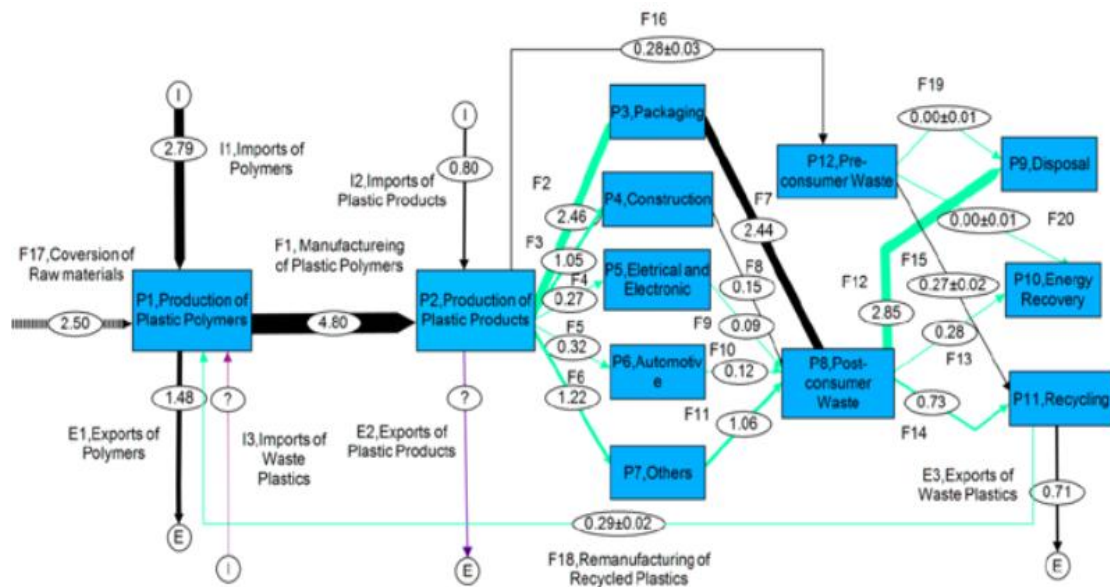 F16
0.28±0.03
I
2.79
I1,Imports of
Polymers
I
0.80
I2,Imports of
Plastic Products
F17,Coversion of
Raw materials
2.50
P1,Production of
Plastic Polymers
F1, Manufactureing
of Plastic Polymers
4.80
P2,Production of
Plastic Products
1.48
E1,Exports of
Polymers
E
?
I3,Imports of
Waste
Plastics
I
?
E2,Exports of
Plastic Products
E
F2
2.46
F3
1.05
F4
0.27
F5
0.32
F6
1.22
P3,Packaging
P4,Construction
P5,Eletrical and
Electronic
P6,Automotiv
e
P7,Others
F7
2.44
F8
0.15
F9
0.09
F10
0.12
F11
1.06
P12,Pre-
consumer Waste
P8,Post-
consumer
Waste
F19
0.00±0.01
P9,Disposal
0.00±0.01
F20
F15
0.27±0.02
P10,Energy
Recovery
F12
2.85
0.28
F13
0.73
F14
P11,Recycling
E3,Exports of
Waste Plastics
0.71
E
0.29±0.02
F18,Remanufacturing of
Recycled Plastics